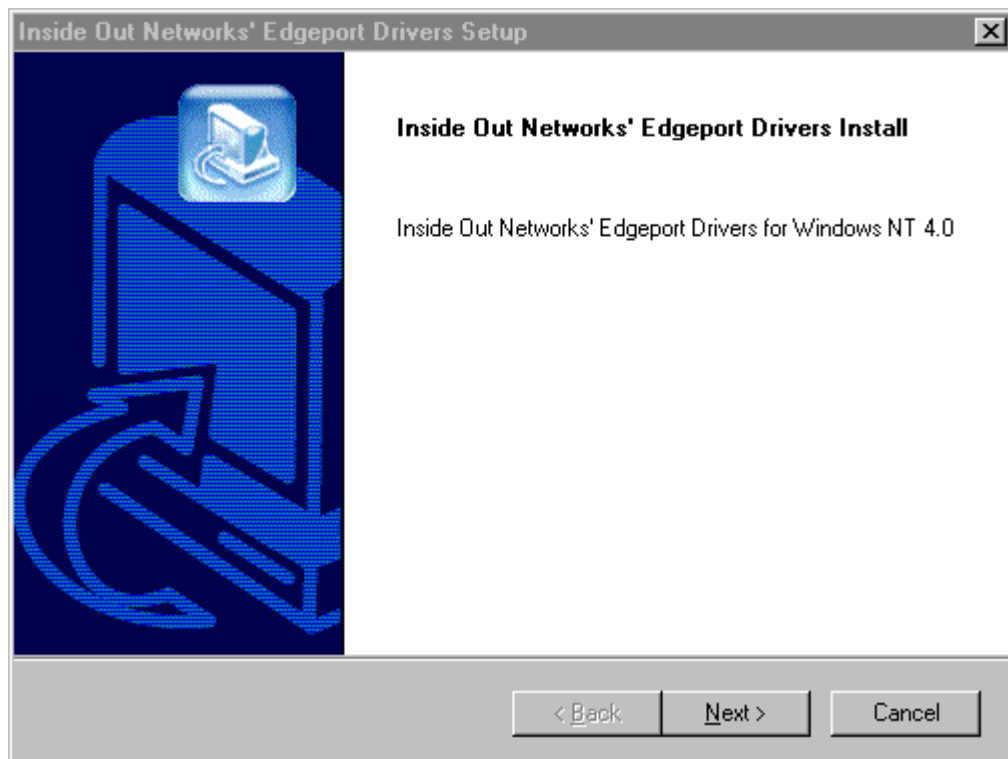 Inside Out Networks' Edgeport Drivers Setup
Inside Out Networks' Edgeport Drivers Install
Inside Out Networks' Edgeport Drivers for Windows NT 4.0
< Back
Next >
Cancel